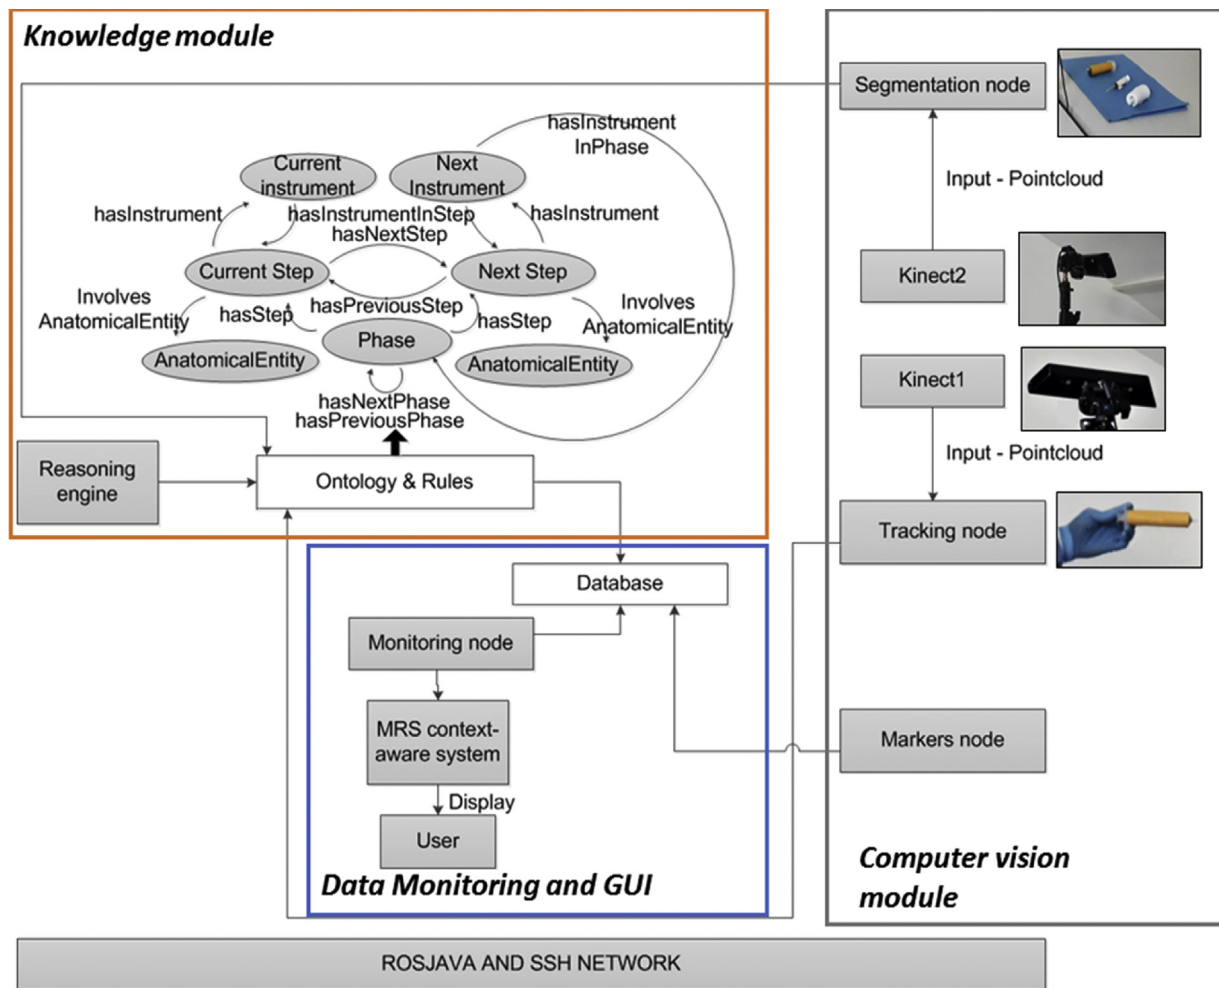 Knowledge module
Segmentation node
hasInstrument
InPhase
Current
instrument
Next
Instrument
Input - Pointcloud
hasInstrument
hasInstrumentInStep
hasNextStep
hasInstrument
Current Step
Next Step
Kinect2
Involves
AnatomicalEntity
hasStep
hasPreviousStep
hasStep
Involves
AnatomicalEntity
Phase
AnatomicalEntity
AnatomicalEntity
Kinect1
hasNextPhase
hasPreviousPhase
Input - Pointcloud
Reasoning
engine
Ontology & Rules
Tracking node
Database
Monitoring node
MRS context-
aware system
Markers node
Display
User
Data Monitoring and GUI
Computer vision
module
ROSJAVA AND SSH NETWORK